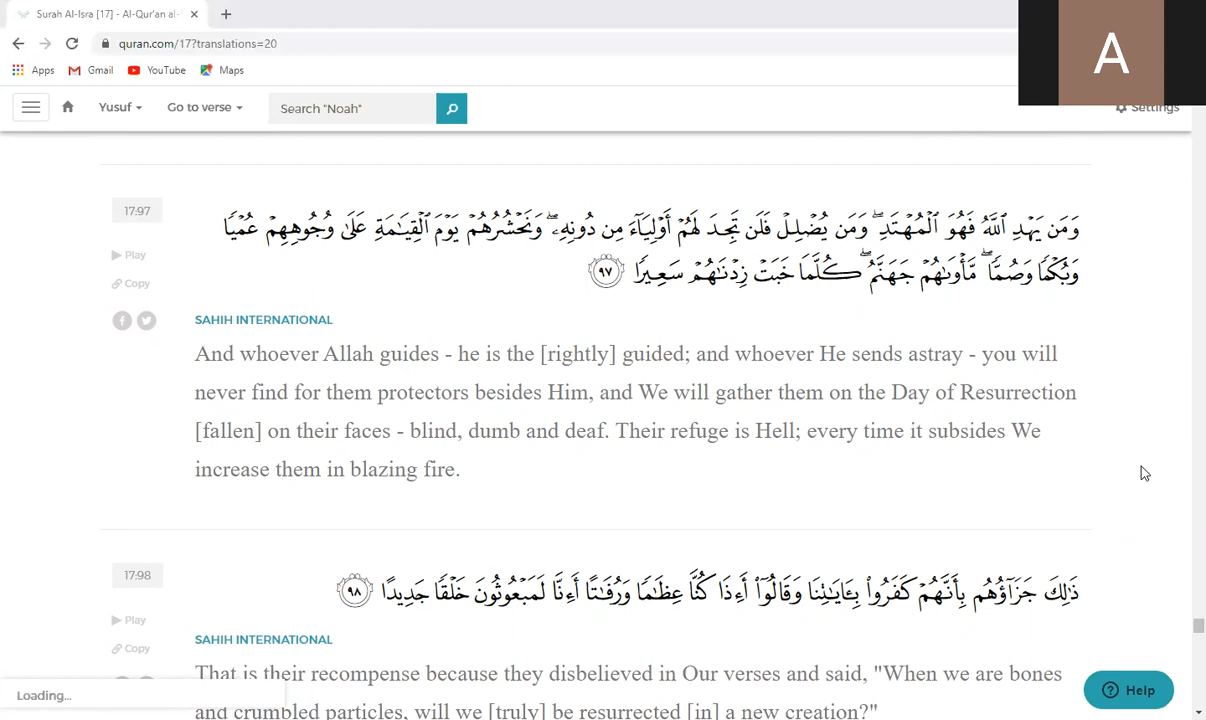 Surah Al-Isra [17] - Al-Qur'an al-
quran.com/17?translations=20
Apps Gmail YouTube Maps
A
Yusuf Go to verse Search "Noah" Settings
17:97
وَمَن يَهْدِ ٱللَّهُ فَهُوَ ٱلْمُهْتَدِ ۖ وَمَن يُضْلِلْ فَلَن تَجِدَ لَهُمْ أَوْلِيَآءَ مِن دُونِهِۦ ۖ وَنَحْشُرُهُمْ يَوْمَ ٱلْقِيَـٰمَةِ عَلَىٰ وُجُوهِهِمْ عُمْيًا
وَبُكْمًا وَصُمًّا ۖ مَّأْوَىٰهُمْ جَهَنَّمُ ۖ كُلَّمَا خَبَتْ زِدْنَـٰهُمْ سَعِيرًا ٩٧
Play
Copy
SAHIH INTERNATIONAL
And whoever Allah guides - he is the [rightly] guided; and whoever He sends astray - you will
never find for them protectors besides Him, and We will gather them on the Day of Resurrection
[fallen] on their faces - blind, dumb and deaf. Their refuge is Hell; every time it subsides We
increase them in blazing fire.
17:98
ذَٰلِكَ جَزَآؤُهُم بِأَنَّهُمْ كَفَرُوا۟ بِـَٔايَـٰتِنَا وَقَالُوٓا۟ أَءِذَا كُنَّا عِظَـٰمًا وَرُفَـٰتًا أَءِنَّا لَمَبْعُوثُونَ خَلْقًا جَدِيدًا ٩٨
Play
Copy
SAHIH INTERNATIONAL
That is their recompense because they disbelieved in Our verses and said, "When we are bones
and crumbled particles, will we [truly] be resurrected [in] a new creation?"
Loading...
Help